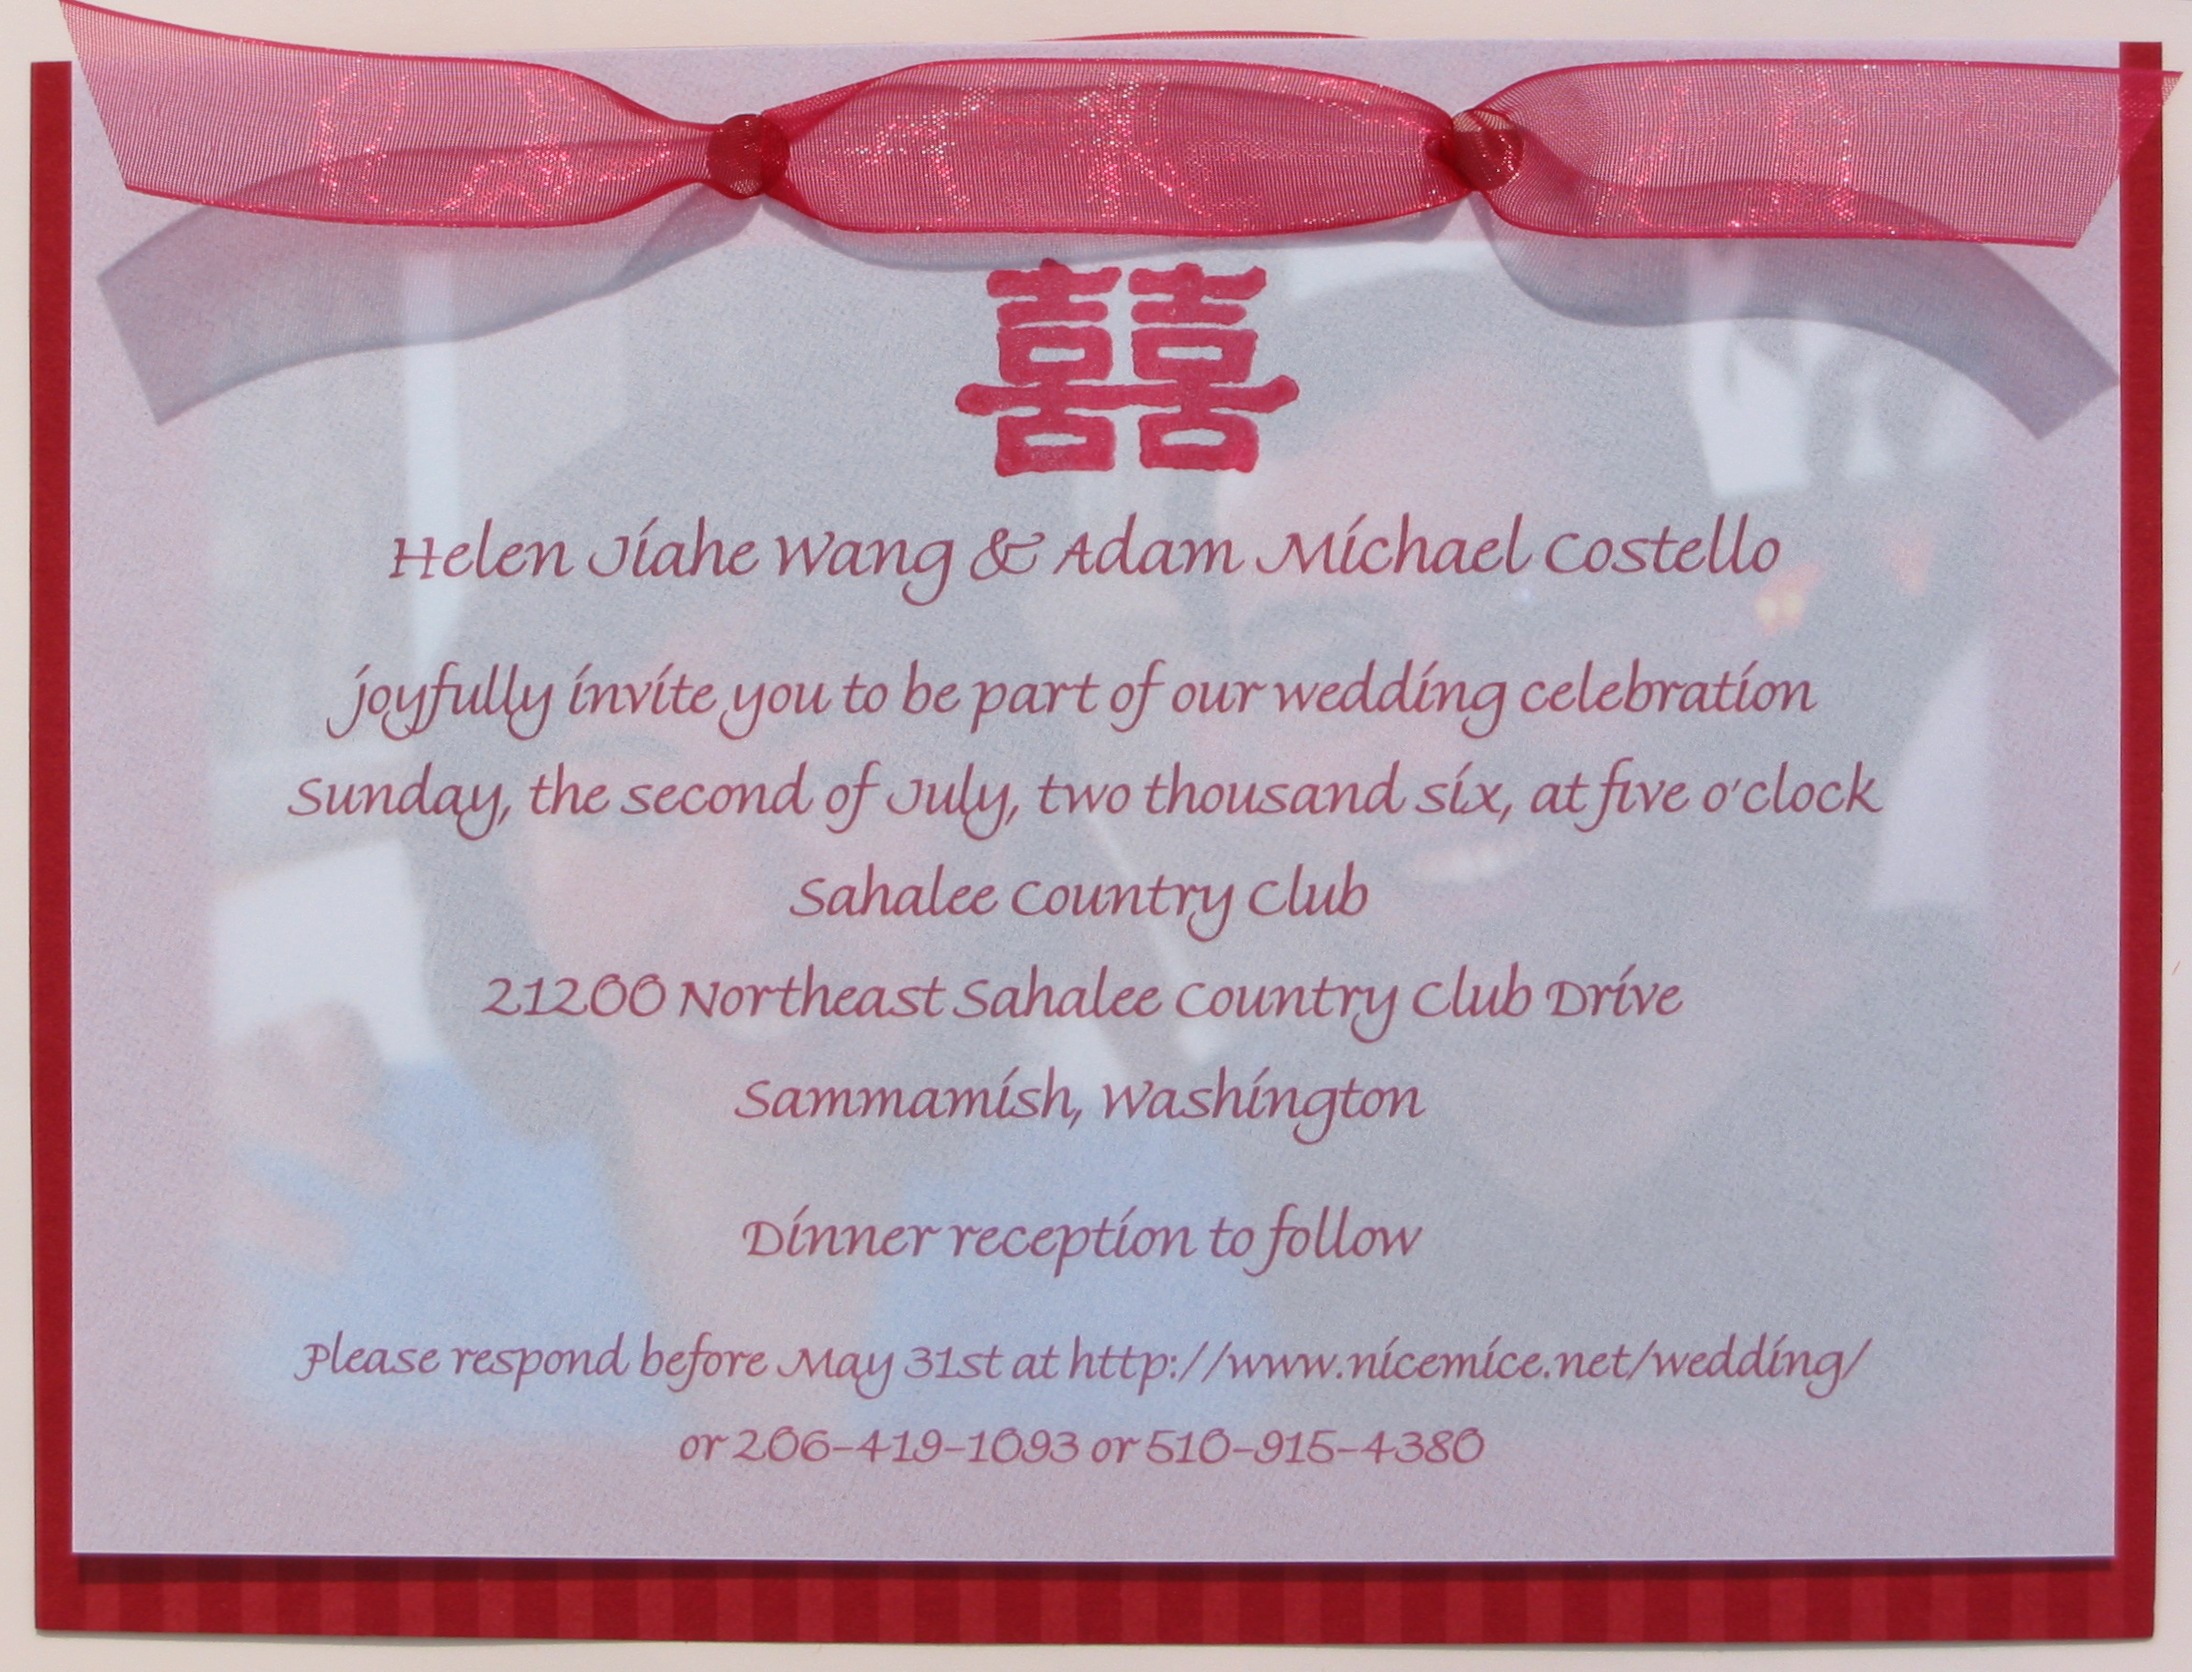 囍
Helen Jiahe Wang & Adam Michael Costello
joyfully invite you to be part of our wedding celebration
Sunday, the second of July, two thousand six, at five o'clock
Sahalee Country Club
21200 Northeast Sahalee Country Club Drive
Sammamish, Washington
Dinner reception to follow
Please respond before May 31st at http://www.nicemice.net/wedding/
or 206-419-1093 or 510-915-4380